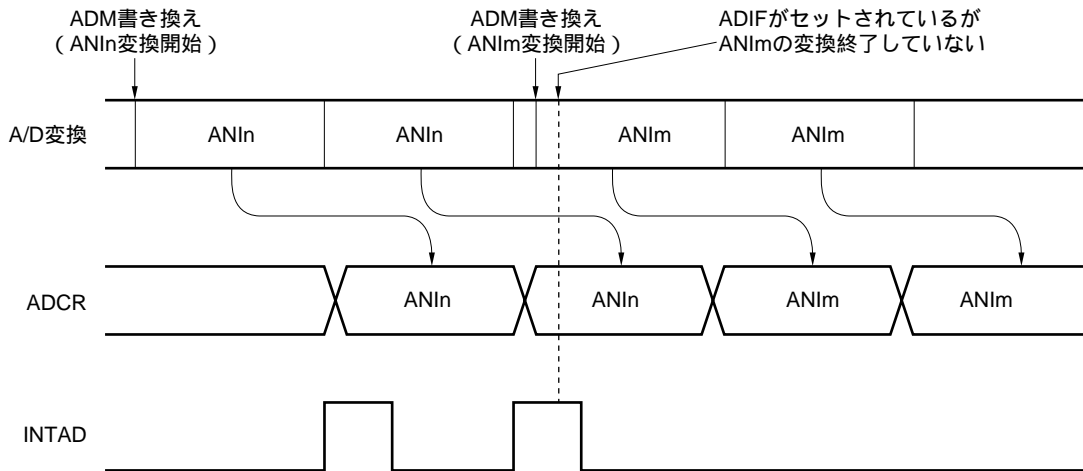 ADM書き換え
（ANIn変換開始）
ADM書き換え
（ANIm変換開始）
ADIFがセットされているが
ANImの変換終了していない
A/D変換
ANIn
ANIn
ANIm
ANIm
ADCR
ANIn
ANIn
ANIm
ANIm
INTAD